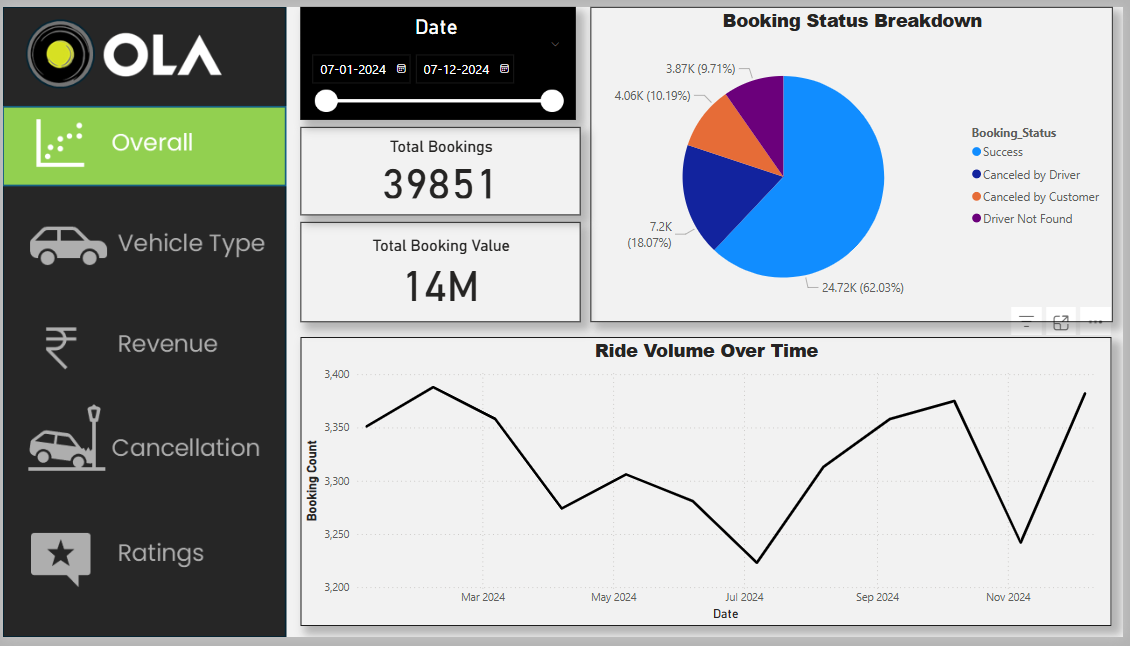 OLA
Overall
Vehicle Type
Revenue
Cancellation
Ratings
Date
07-01-2024 07-12-2024
Total Bookings
39851
Total Booking Value
14M
Booking Status Breakdown
3.87K (9.71%)
4.06K (10.19%)
7.2K
(18.07%)
24.72K (62.03%)
Booking_Status
Success
Canceled by Driver
Canceled by Customer
Driver Not Found
Ride Volume Over Time
Booking Count
3,400
3,350
3,300
3,250
3,200
Mar 2024 May 2024 Jul 2024 Sep 2024 Nov 2024
Date